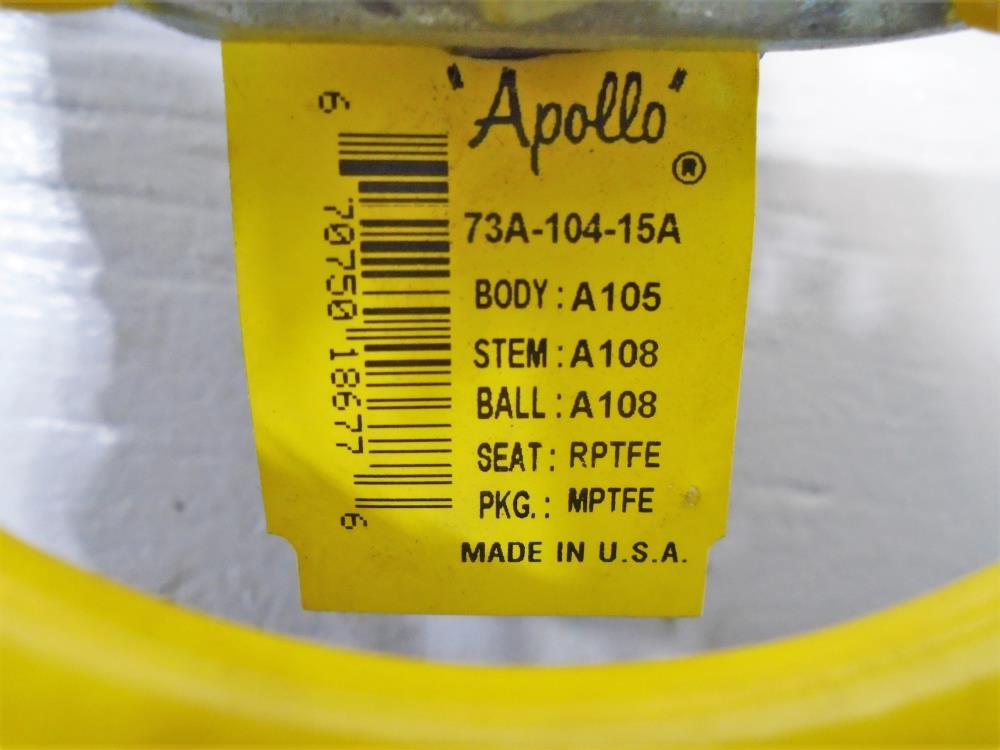 "Apollo"®
73A-104-15A
BODY: A105
STEM: A108
BALL: A108
SEAT: RPTFE
PKG.: MPTFE
MADE IN U.S.A.
6 70750 18677 6